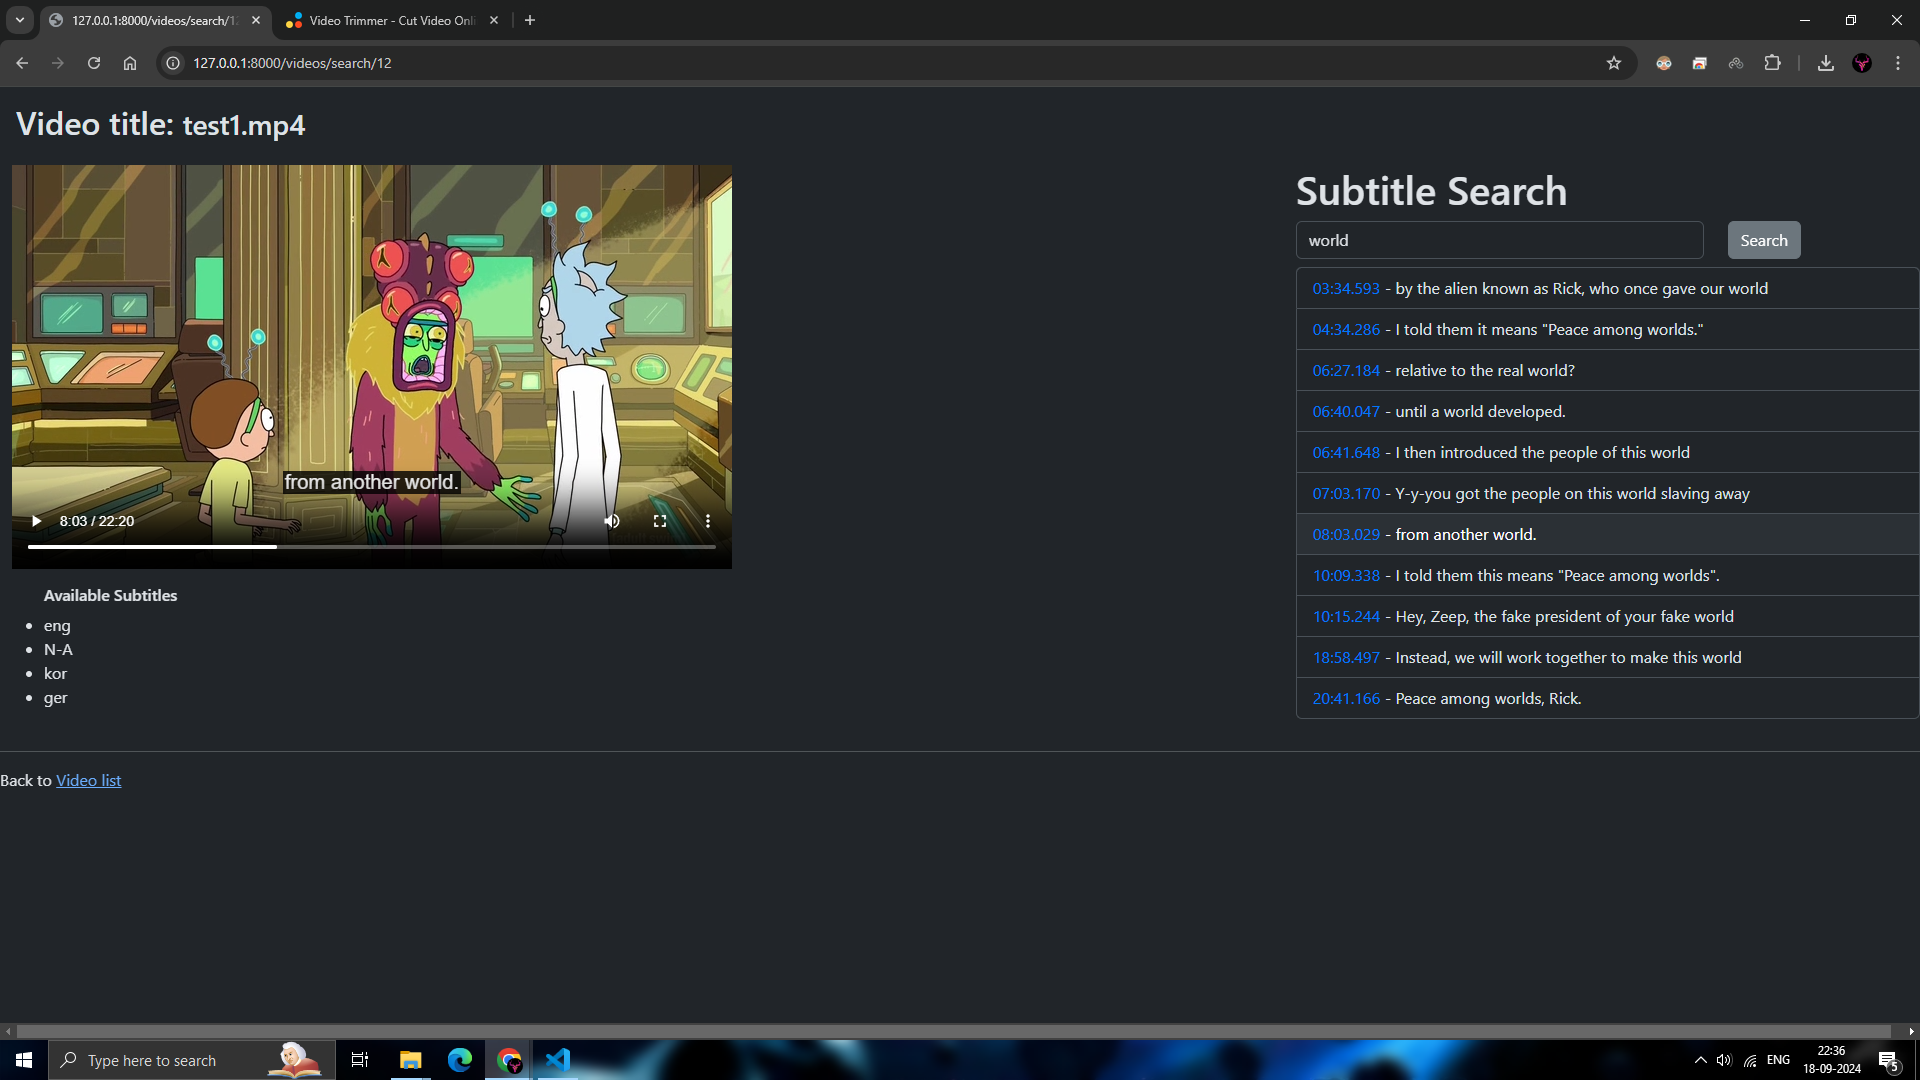 127.0.0.1:8000/videos/search/12
Video Trimmer - Cut Video Onli
127.0.0.1:8000/videos/search/12
Video title: test1.mp4
from another world.
8:03 / 22:20
Available Subtitles
eng
N-A
kor
ger
Subtitle Search
world
Search
03:34.593 - by the alien known as Rick, who once gave our world
04:34.286 - I told them it means "Peace among worlds."
06:27.184 - relative to the real world?
06:40.047 - until a world developed.
06:41.648 - I then introduced the people of this world
07:03.170 - Y-y-you got the people on this world slaving away
08:03.029 - from another world.
10:09.338 - I told them this means "Peace among worlds".
10:15.244 - Hey, Zeep, the fake president of your fake world
18:58.497 - Instead, we will work together to make this world
20:41.166 - Peace among worlds, Rick.
Back to Video list
Type here to search
ENG
22:36
18-09-2024
5